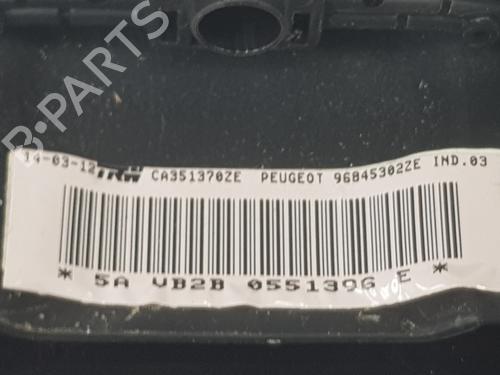 B-PARTS
14-03-12 TRW CA351370ZE PEUGEOT 96845302ZE IND.03
* 5A VB2B 0551396 E *